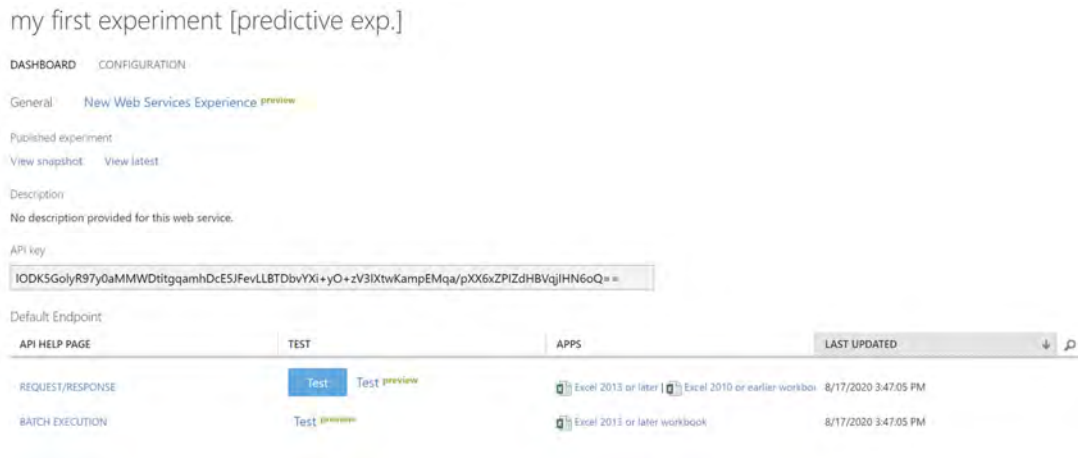 my first experiment [predictive exp.]
DASHBOARD CONFIGURATION
General New Web Services Experience preview
Published experiment
View snapshot View latest
Description
No description provided for this web service.
API key
Default Endpoint
API HELP PAGE TEST APPS LAST UPDATED
REQUEST/RESPONSE Test Test preview Excel 2013 or later | Excel 2010 or earlier workboo 8/17/2020 3:47:05 PM
BATCH EXECUTION Test preview Excel 2013 or later workbook 8/17/2020 3:47:05 PM